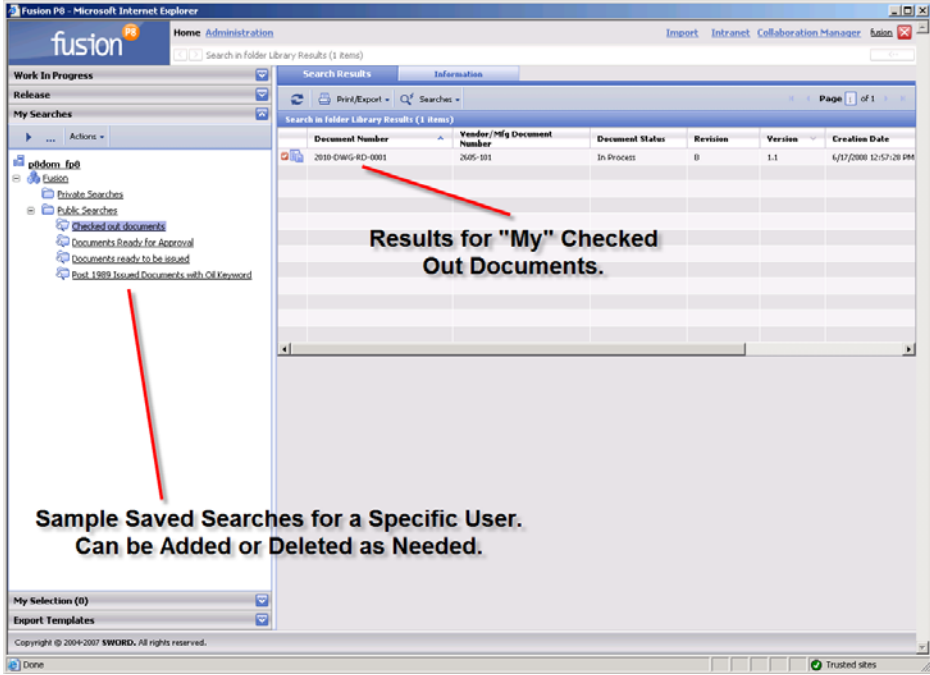 Fusion P8 - Microsoft Internet Explorer
fusion P8
Home Administration
Import Intranet Collaboration Manager fusion
Search in folder Library Results (1 items)
Work In Progress
Release
My Searches
... Actions
p8dom_fp8
Fusion
Private Searches
Public Searches
Checked out documents
Documents Ready for Approval
Documents ready to be issued
Post 1989 Issued Documents with Oil Keyword
Search Results Information
Print/Export Searches Page 1 of 1
Search in folder Library Results (1 items)
Document Number Vendor/Mfg Document Number Document Status Revision Version Creation Date
2010-DWG-RD-0001 2605-101 In Process B 1.1 6/17/2008 12:57:28 PM
Results for "My" Checked
Out Documents.
Sample Saved Searches for a Specific User.
Can be Added or Deleted as Needed.
My Selection (0)
Export Templates
Copyright © 2004-2007 SWORD. All rights reserved.
Done Trusted sites